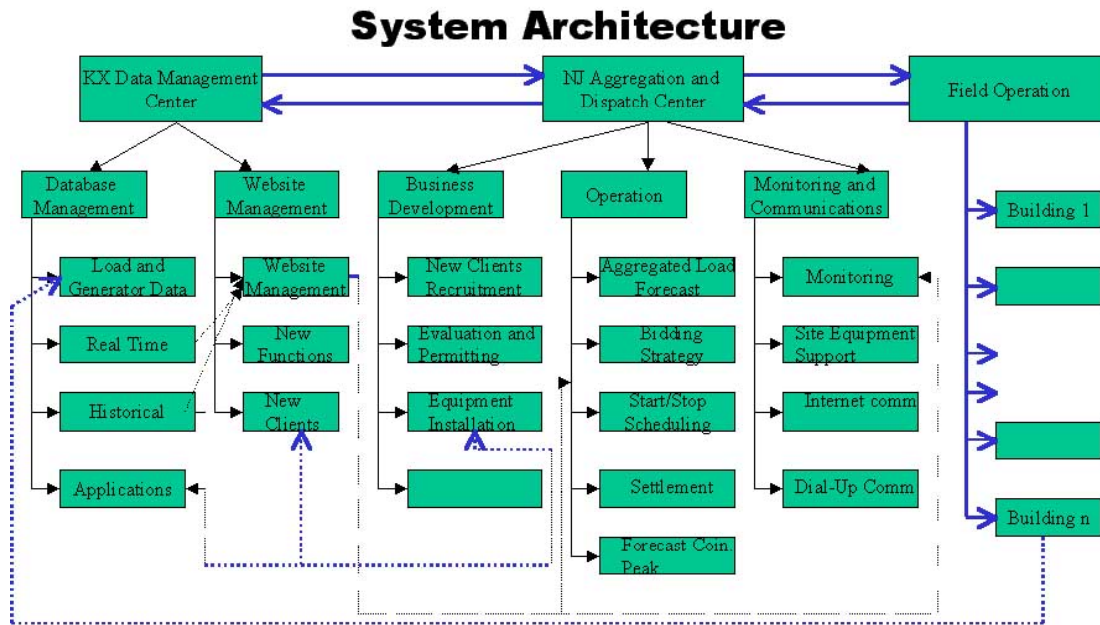 System Architecture
KX Data Management
Center
NJ Aggregation and
Dispatch Center
Field Operation
Database
Management
Website
Management
Business
Development
Operation
Monitoring and
Communications
Building 1
Load and
Generator Data
Website
Management
New Clients
Recruitment
Aggregated Load
Forecast
Monitoring
Real Time
New
Functions
Evaluation and
Permitting
Bidding
Strategy
Site Equipment
Support
Historical
New
Clients
Equipment
Installation
Start/Stop
Scheduling
Internet comm
Applications
Settlement
Dial-Up Comm
Building n
Forecast Coin.
Peak